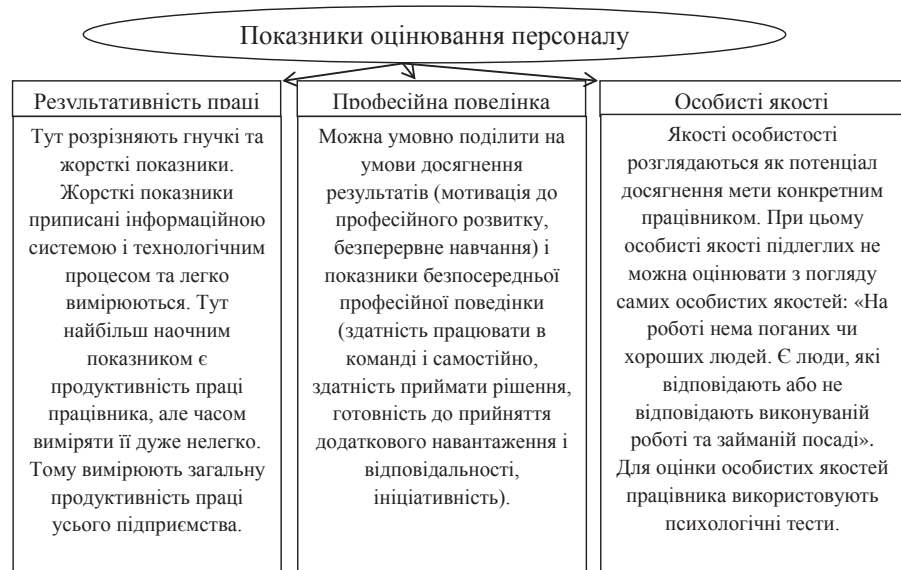 Показники оцінювання персоналу
Результативність праці
Тут розрізняють гнучкі та
жорсткі показники.
Жорсткі показники
приписані інформаційною
системою і технологічним
процесом та легко
вимірюються. Тут
найбільш наочним
показником є
продуктивність праці
працівника, але часом
виміряти її дуже нелегко.
Тому вимірюють загальну
продуктивність праці
усього підприємства.
Професійна поведінка
Можна умовно поділити на
умови досягнення
результатів (мотивація до
професійного розвитку,
безперервне навчання) і
показники безпосередньої
професійної поведінки
(здатність працювати в
команді і самостійно,
здатність приймати рішення,
готовність до прийняття
додаткового навантаження і
відповідальності,
ініціативність).
Особисті якості
Якості особистості
розглядаються як потенціал
досягнення мети конкретним
працівником. При цьому
особисті якості підлеглих не
можна оцінювати з погляду
самих особистих якостей: «На
роботі нема поганих чи
хороших людей. Є люди, які
відповідають або не
відповідають виконуваній
роботі та займаній посаді».
Для оцінки особистих якостей
працівника використовують
психологічні тести.